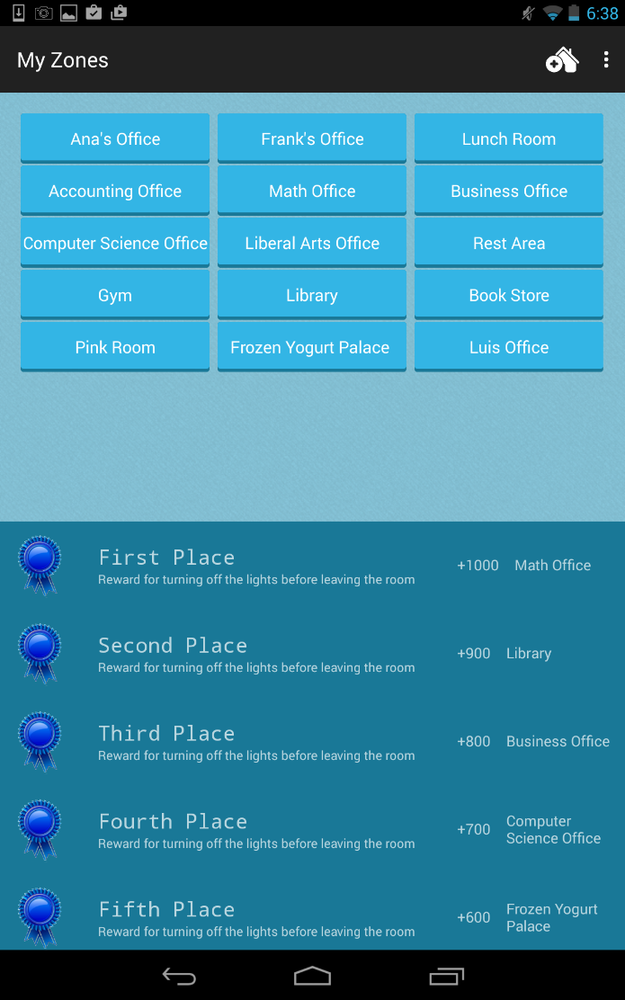 6:38
My Zones
Ana's Office Frank's Office Lunch Room
Accounting Office Math Office Business Office
Computer Science Office Liberal Arts Office Rest Area
Gym Library Book Store
Pink Room Frozen Yogurt Palace Luis Office
First Place
Reward for turning off the lights before leaving the room
+1000 Math Office
Second Place
Reward for turning off the lights before leaving the room
+900 Library
Third Place
Reward for turning off the lights before leaving the room
+800 Business Office
Fourth Place
Reward for turning off the lights before leaving the room
+700 Computer
Science Office
Fifth Place
Reward for turning off the lights before leaving the room
+600 Frozen Yogurt
Palace